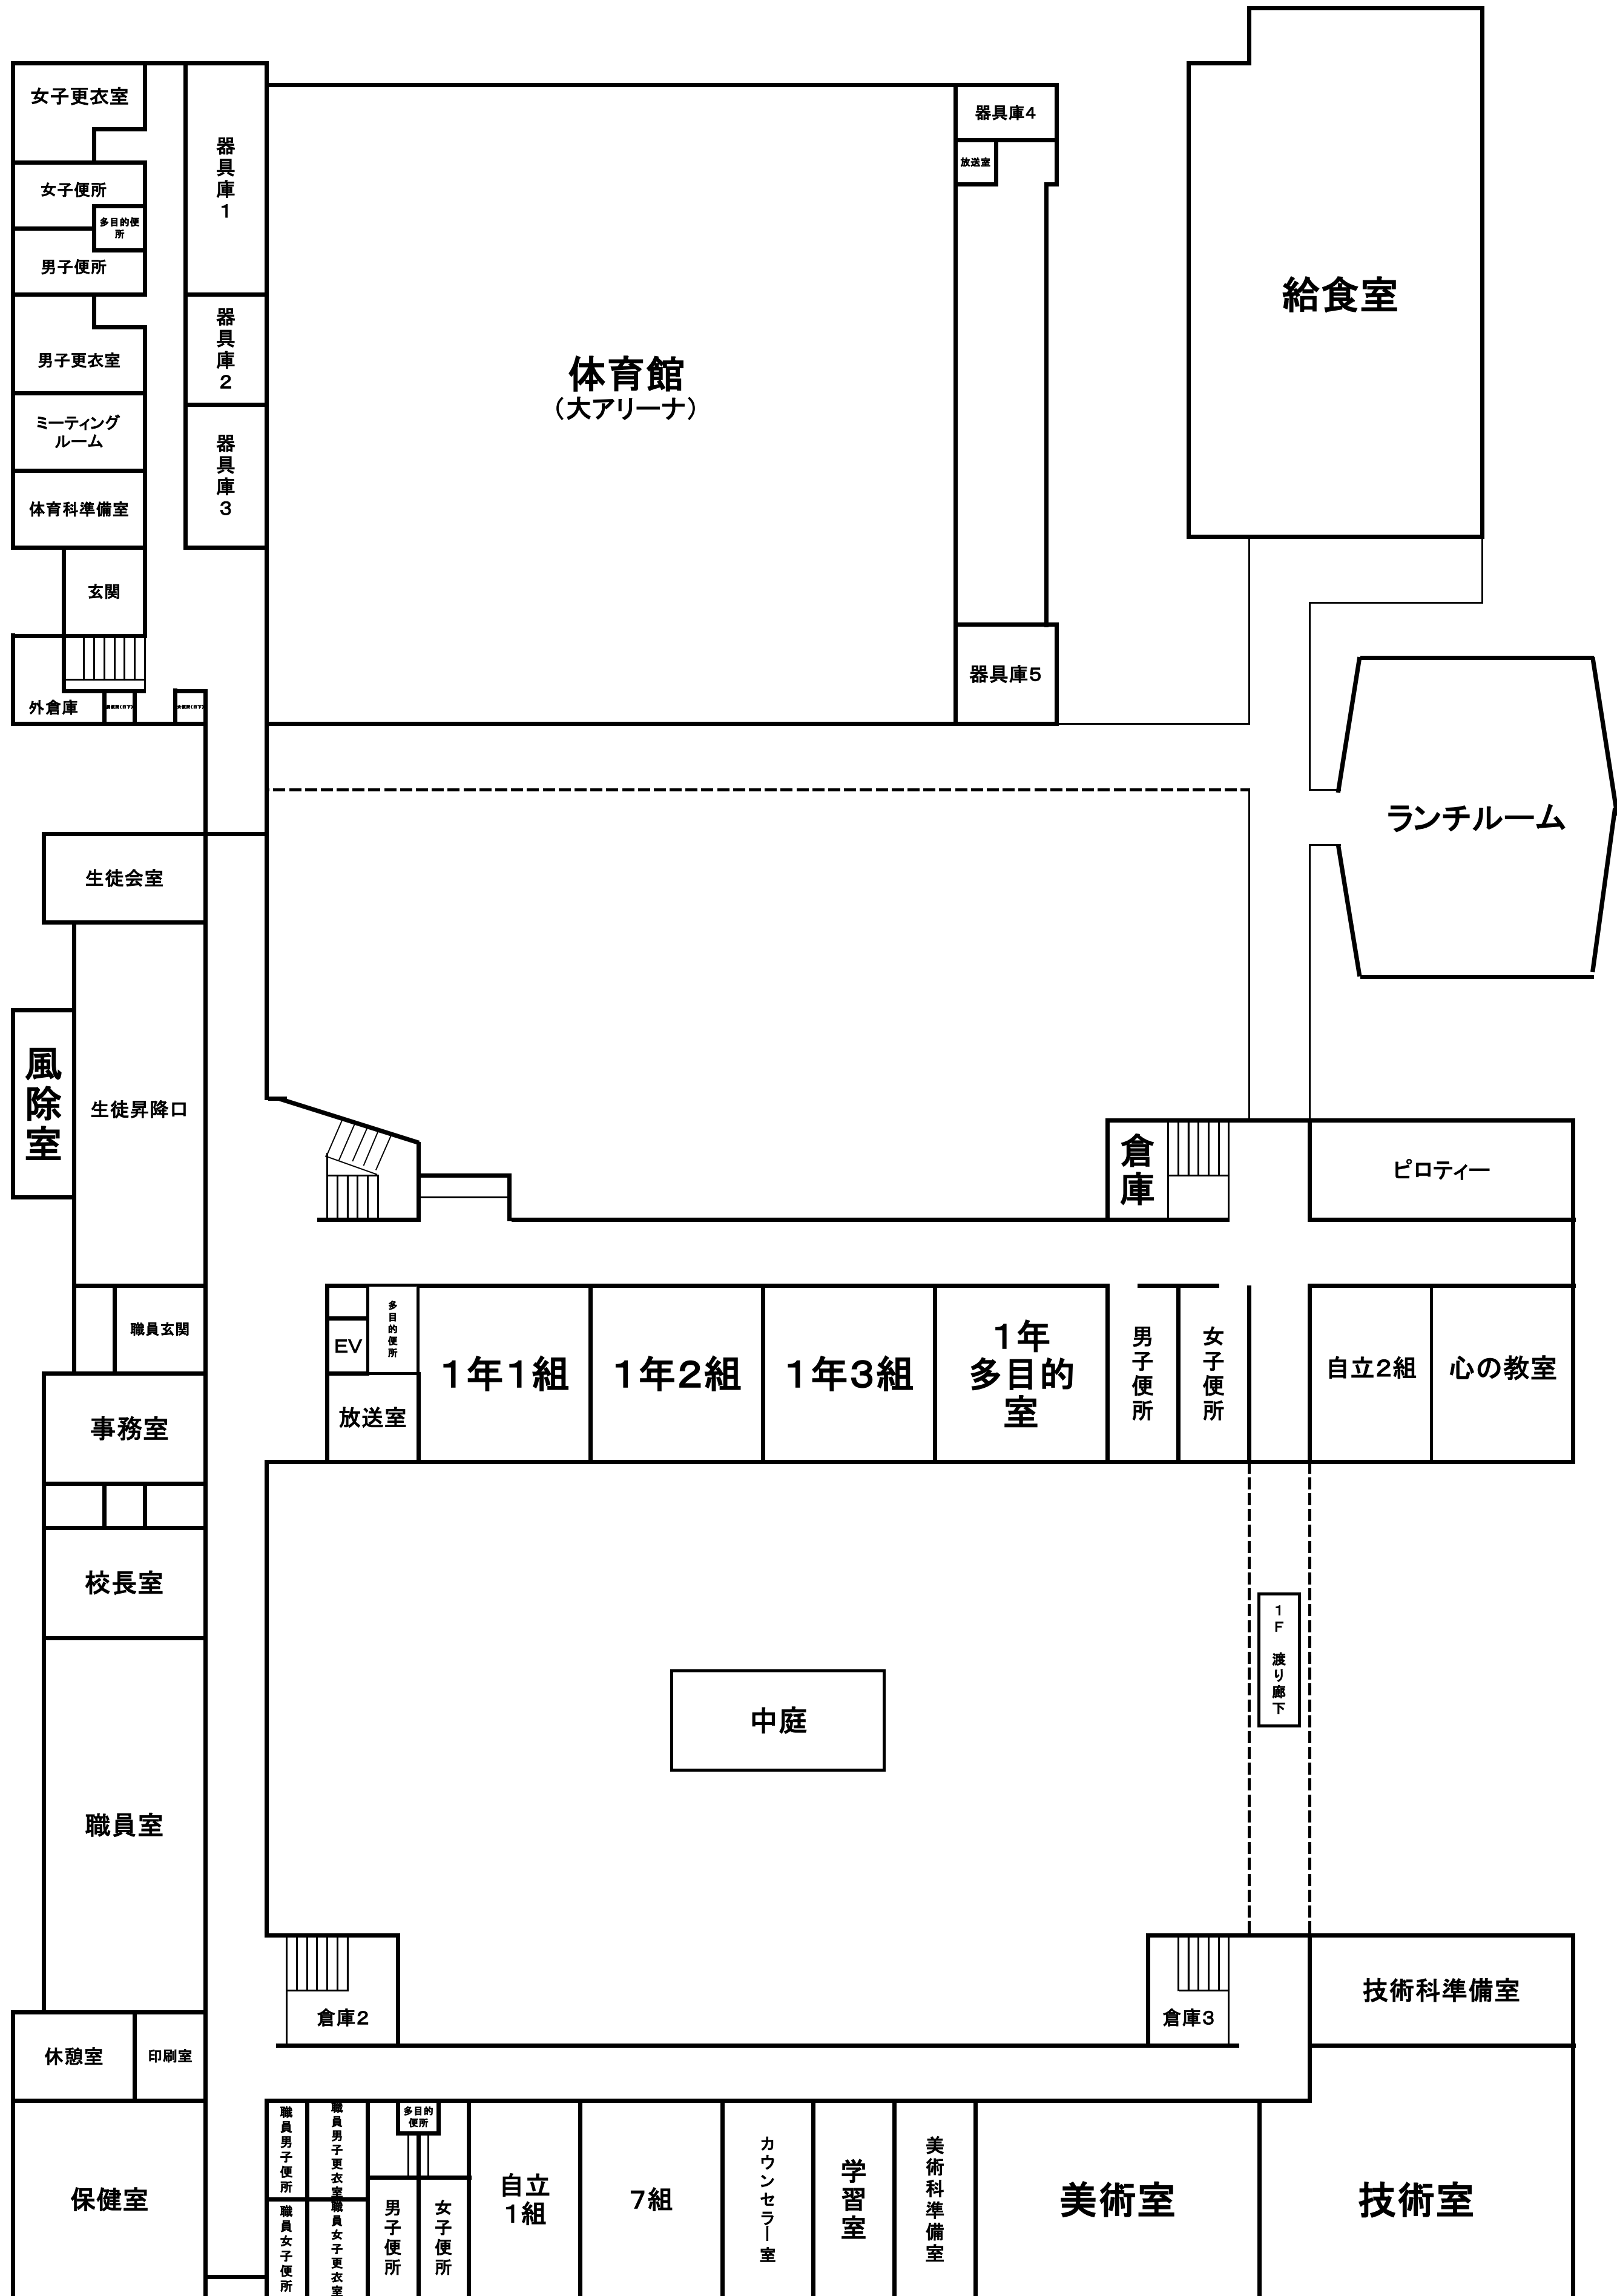 女子更衣室
器具庫1
器具庫4
放送室
女子便所
多目的便
所
男子便所
給食室
器具庫2
男子更衣室
体育館
（大アリーナ）
ミーティング
ルーム
器具庫3
体育科準備室
玄関
器具庫5
外倉庫
ランチルーム
生徒会室
風除室
生徒昇降口
倉庫
ピロティー
職員玄関
EV
多目的便所
1年1組
1年2組
1年3組
1年
多目的
室
男子便所
女子便所
自立2組
心の教室
放送室
事務室
校長室
1F 渡り廊下
中庭
職員室
倉庫2
倉庫3
技術科準備室
休憩室
印刷室
職員男子便所
職員男子更衣室
多目的
便所
保健室
職員女子便所
職員女子更衣室
男子便所
女子便所
自立
1組
7組
カウンセラー室
学習室
美術科準備室
美術室
技術室